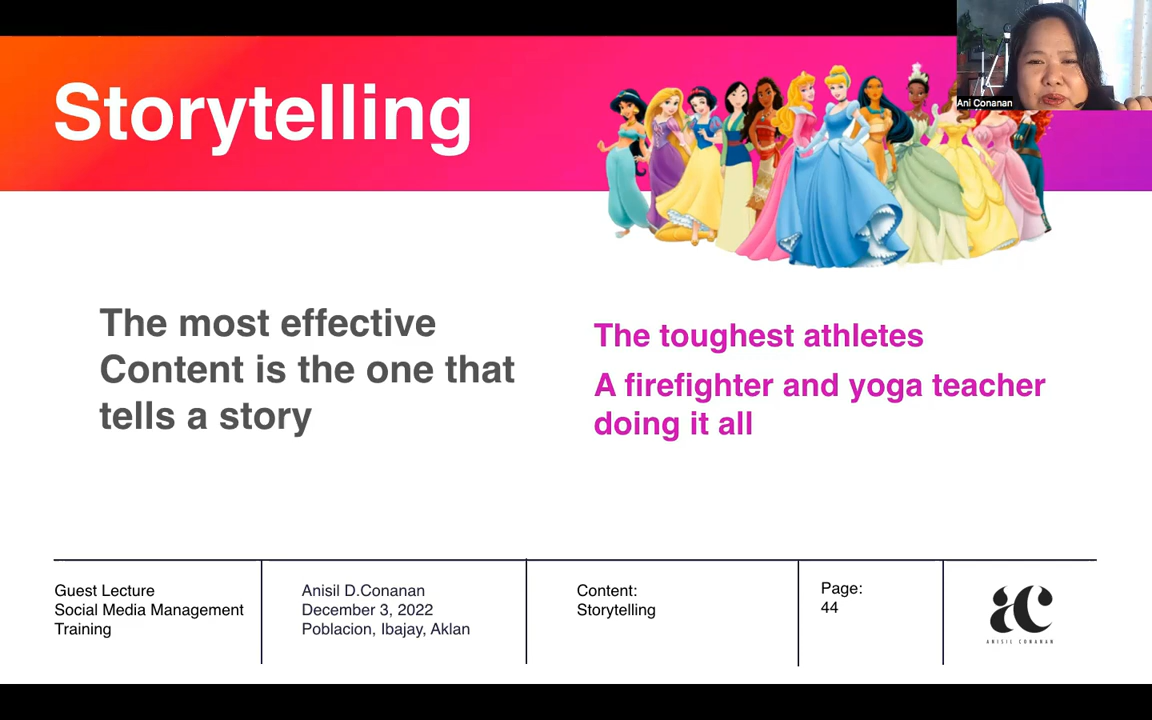 Storytelling
Ani Conanan
The most effective
Content is the one that
tells a story
The toughest athletes
A firefighter and yoga teacher
doing it all
Guest Lecture
Social Media Management
Training
Anisil D.Conanan
December 3, 2022
Poblacion, Ibajay, Aklan
Content:
Storytelling
Page:
44
ac
ANISIL CONANAN